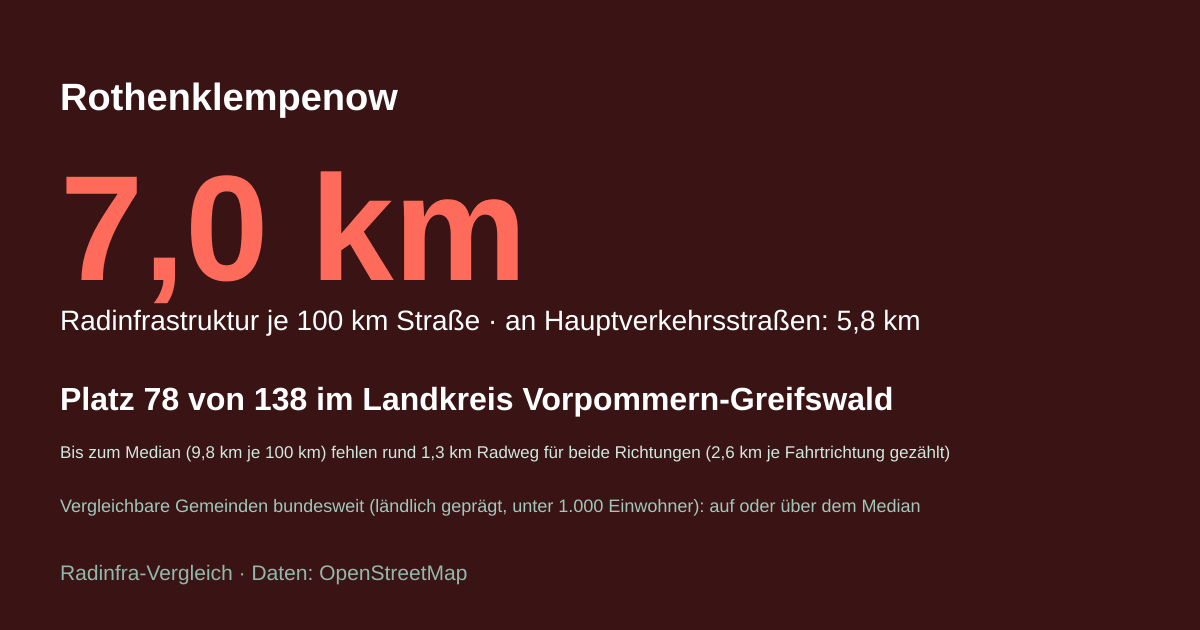 Rothenklempenow
7,0 km
Radinfrastruktur je 100 km Straße · an Hauptverkehrsstraßen: 5,8 km
Platz 78 von 138 im Landkreis Vorpommern-Greifswald
Bis zum Median (9,8 km je 100 km) fehlen rund 1,3 km Radweg für beide Richtungen (2,6 km je Fahrtrichtung gezählt)
Vergleichbare Gemeinden bundesweit (ländlich geprägt, unter 1.000 Einwohner): auf oder über dem Median
Radinfra-Vergleich · Daten: OpenStreetMap